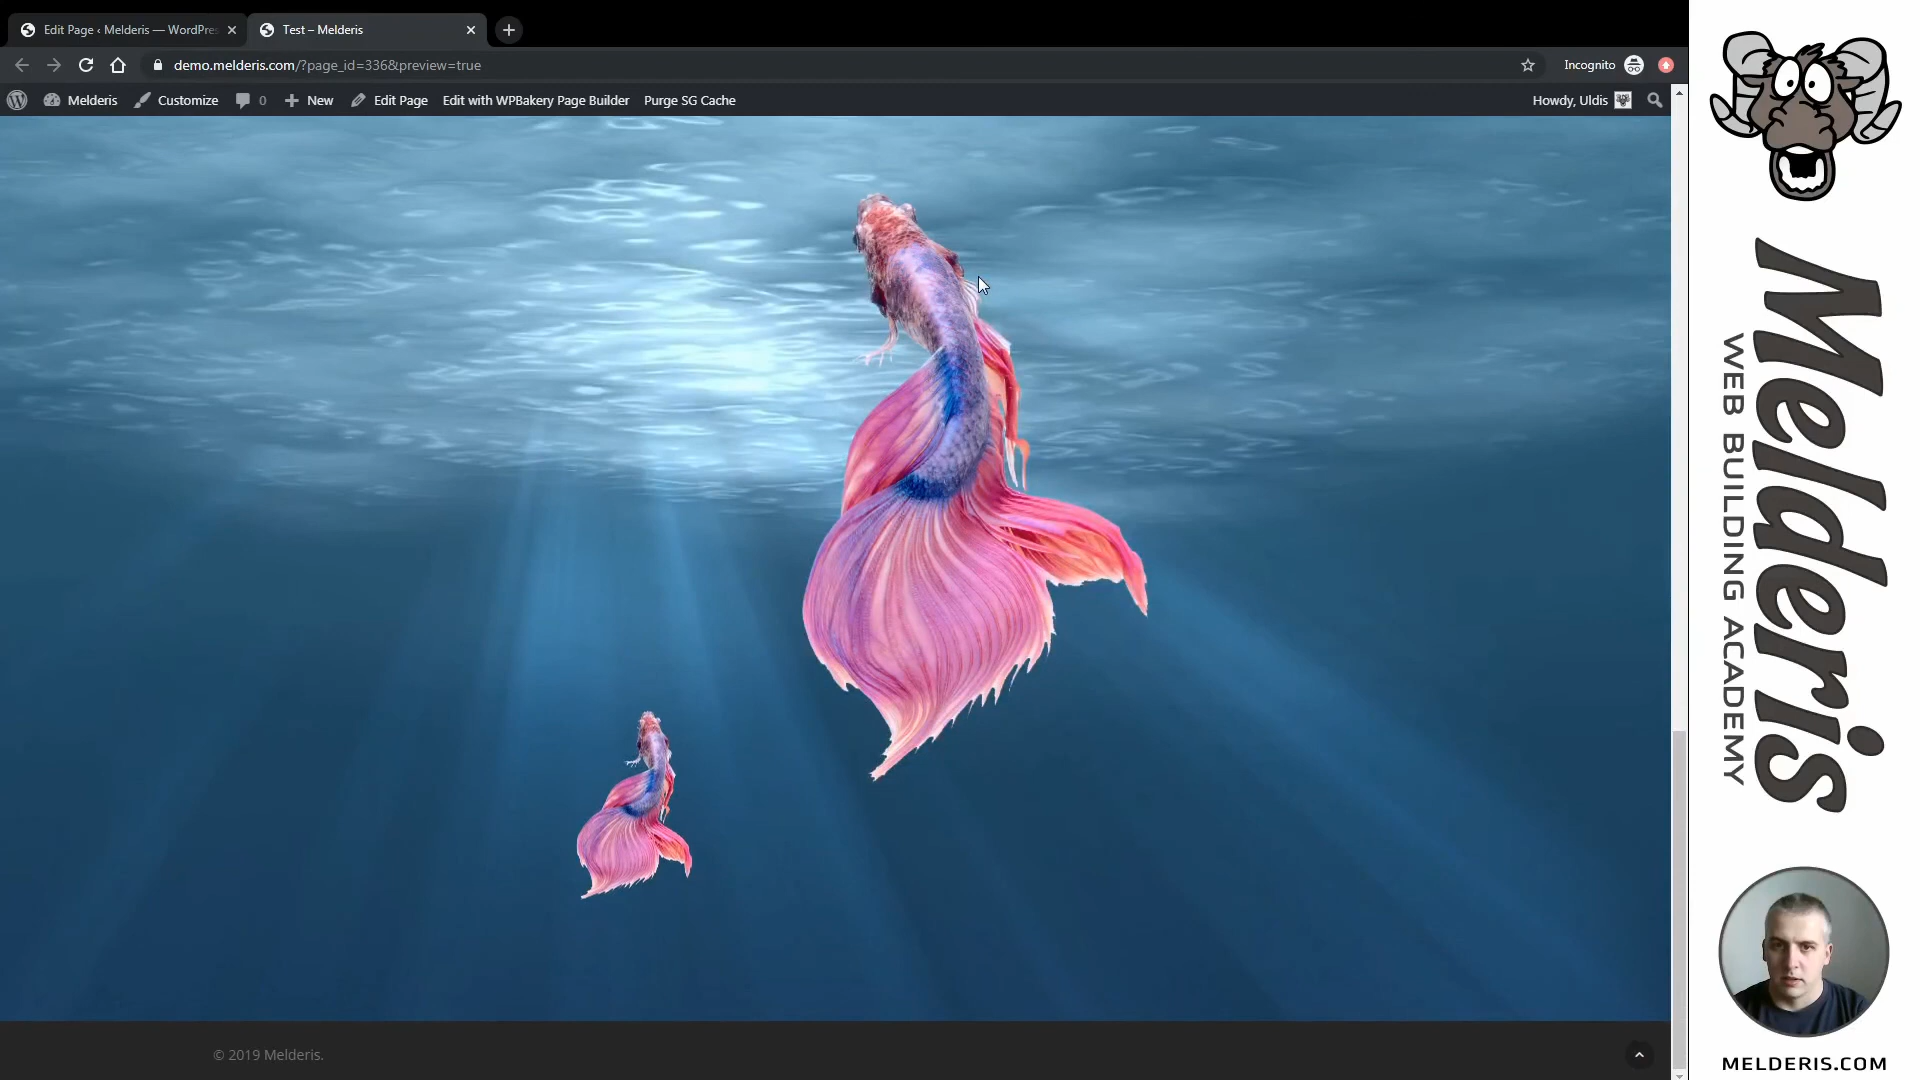 Edit Page ‹ Melderis — WordPres
Test – Melderis
demo.melderis.com/?page_id=336&preview=true
Incognito
Melderis
Customize
0
New
Edit Page
Edit with WPBakery Page Builder
Purge SG Cache
Howdy, Uldis
© 2019 Melderis.
Melderis
WEB BUILDING ACADEMY
MELDERIS.COM